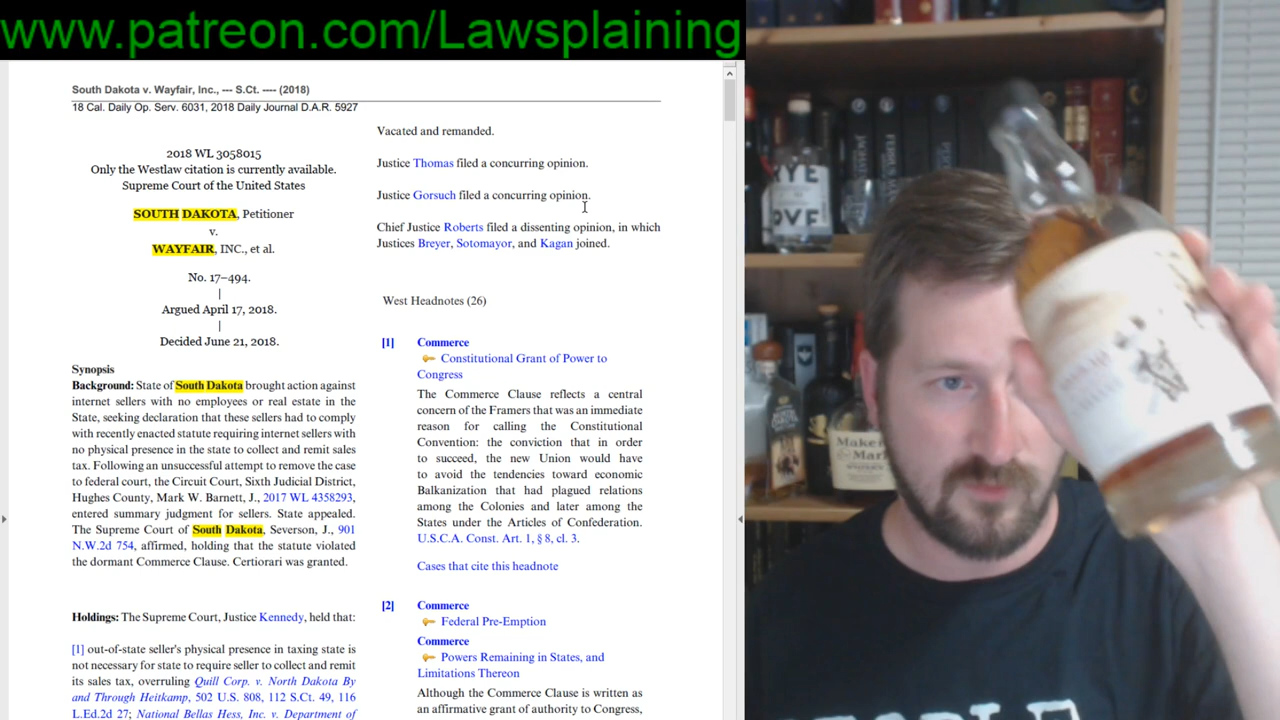 www.patreon.com/Lawsplaining
South Dakota v. Wayfair, Inc., --- S.Ct. ---- (2018)
18 Cal. Daily Op. Serv. 6031, 2018 Daily Journal D.A.R. 5927
2018 WL 3058015
Only the Westlaw citation is currently available.
Supreme Court of the United States
SOUTH DAKOTA, Petitioner
v.
WAYFAIR, INC., et al.
No. 17–494.
|
Argued April 17, 2018.
|
Decided June 21, 2018.
Synopsis
Background: State of South Dakota brought action against
internet sellers with no employees or real estate in the
State, seeking declaration that these sellers had to comply
with recently enacted statute requiring internet sellers with
no physical presence in the state to collect and remit sales
tax. Following an unsuccessful attempt to remove the case
to federal court, the Circuit Court, Sixth Judicial District,
Hughes County, Mark W. Barnett, J., 2017 WL 4358293,
entered summary judgment for sellers. State appealed.
The Supreme Court of South Dakota, Severson, J., 901
N.W.2d 754, affirmed, holding that the statute violated
the dormant Commerce Clause. Certiorari was granted.
Holdings: The Supreme Court, Justice Kennedy, held that:
[1] out-of-state seller's physical presence in taxing state is
not necessary for state to require seller to collect and remit
its sales tax, overruling Quill Corp. v. North Dakota By
and Through Heitkamp, 502 U.S. 808, 112 S.Ct. 49, 116
L.Ed.2d 27; National Bellas Hess, Inc. v. Department of
Vacated and remanded.
Justice Thomas filed a concurring opinion.
Justice Gorsuch filed a concurring opinion.
Chief Justice Roberts filed a dissenting opinion, in which
Justices Breyer, Sotomayor, and Kagan joined.
West Headnotes (26)
[1] Commerce
Constitutional Grant of Power to
Congress
The Commerce Clause reflects a central
concern of the Framers that was an immediate
reason for calling the Constitutional
Convention: the conviction that in order
to succeed, the new Union would have
to avoid the tendencies toward economic
Balkanization that had plagued relations
among the Colonies and later among the
States under the Articles of Confederation.
U.S.C.A. Const. Art. 1, § 8, cl. 3.
Cases that cite this headnote
[2] Commerce
Federal Pre-Emption
Commerce
Powers Remaining in States, and
Limitations Thereon
Although the Commerce Clause is written as
an affirmative grant of authority to Congress,
RYE
Maker's
Mark